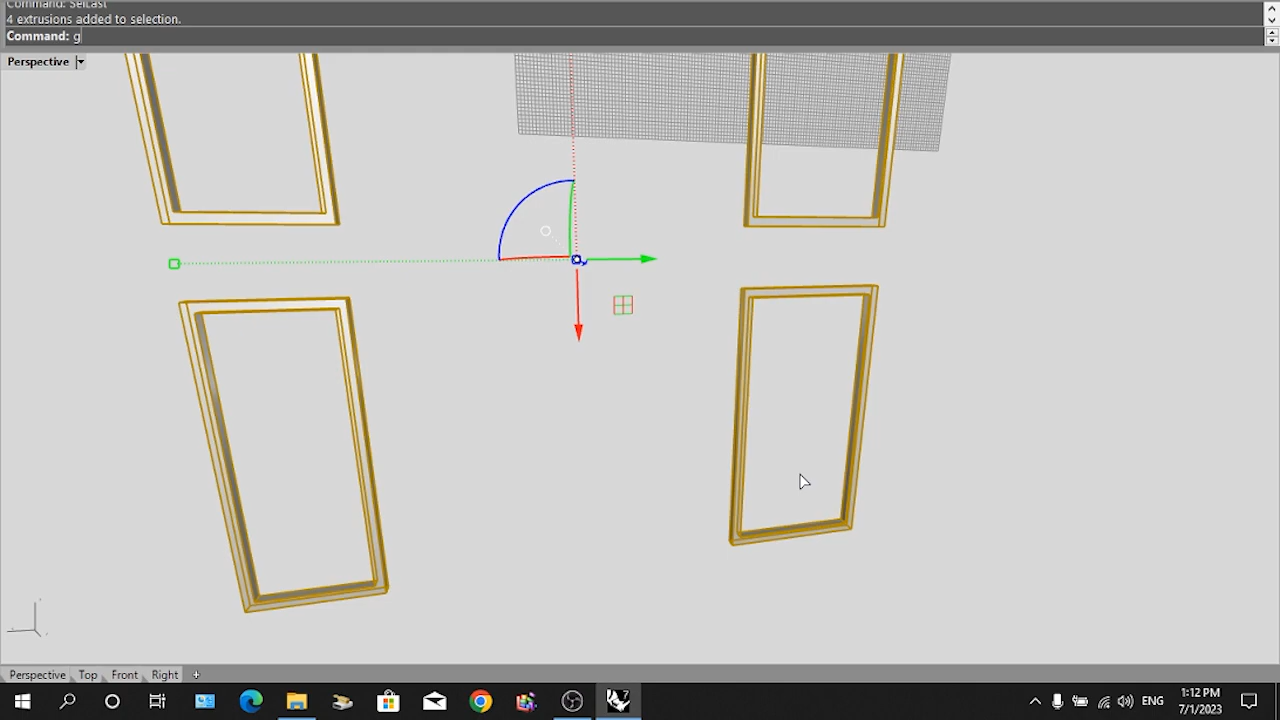 Command: SelLast
4 extrusions added to selection.
Command: g
Perspective
Perspective Top Front Right
ENG
1:12 PM
7/1/2023
7